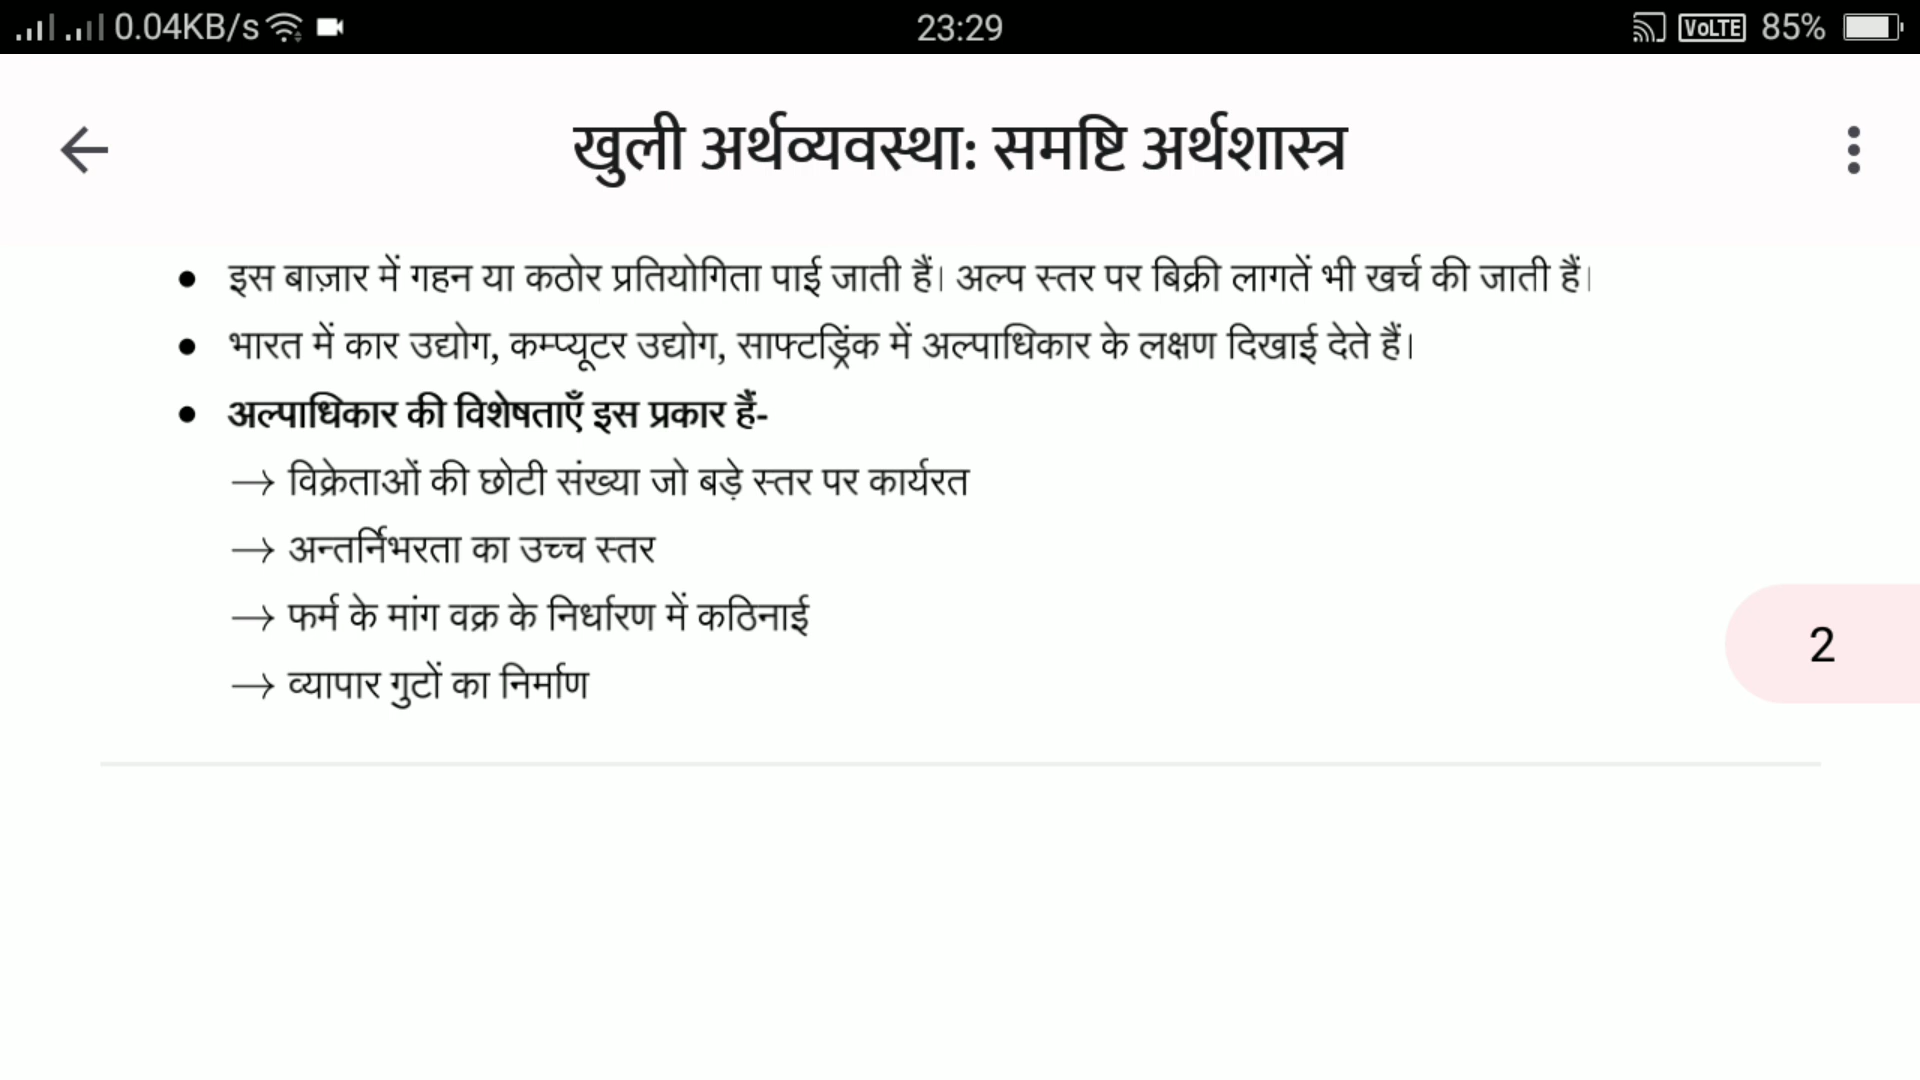 0.04KB/s 23:29 VoLTE 85%
खुली अर्थव्यवस्था: समष्टि अर्थशास्त्र
• इस बाज़ार में गहन या कठोर प्रतियोगिता पाई जाती हैं। अल्प स्तर पर बिक्री लागतें भी खर्च की जाती हैं।
• भारत में कार उद्योग, कम्प्यूटर उद्योग, साफ्टड्रिंक में अल्पाधिकार के लक्षण दिखाई देते हैं।
• अल्पाधिकार की विशेषताएँ इस प्रकार हैं-
→ विक्रेताओं की छोटी संख्या जो बड़े स्तर पर कार्यरत
→ अन्तर्निभरता का उच्च स्तर
→ फर्म के मांग वक्र के निर्धारण में कठिनाई
2
→ व्यापार गुटों का निर्माण